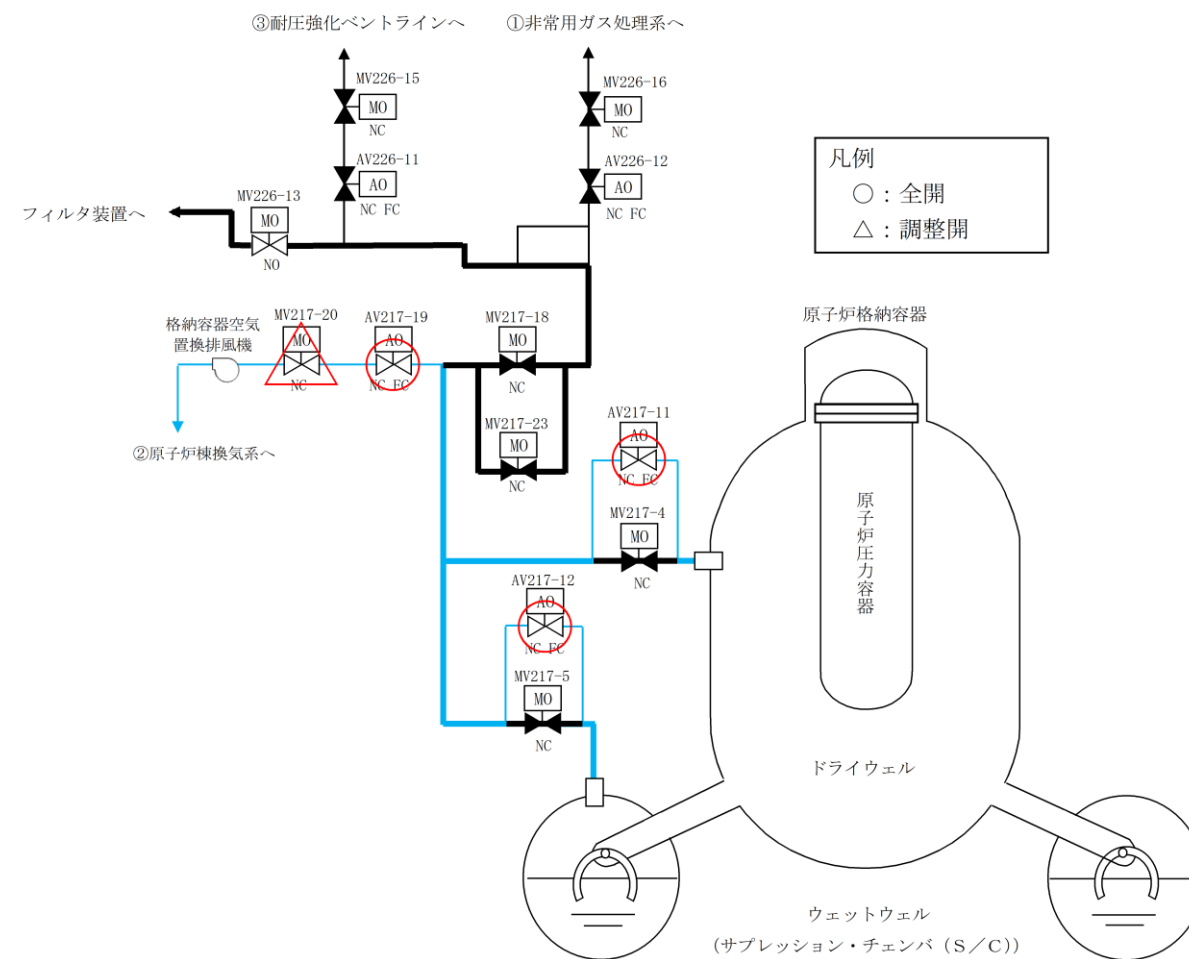 ③耐圧強化ベントラインへ
①非常用ガス処理系へ
MV226-15
MO
NC
MV226-16
MO
NC
AV226-11
AO
NC FC
AV226-12
AO
NC FC
凡例
○：全開
△：調整開
MV226-13
MO
NO
フィルタ装置へ
格納容器空気
置換排風機
MV217-20
MO
NC
AV217-19
AO
NC FC
MV217-18
MO
NC
原子炉格納容器
②原子炉棟換気系へ
MV217-23
MO
NC
AV217-11
AO
NC FC
MV217-4
MO
NC
原子炉圧力容器
AV217-12
AO
NC FC
MV217-5
MO
NC
ドライウェル
ウェットウェル
(サプレッション・チェンバ（S／C）)